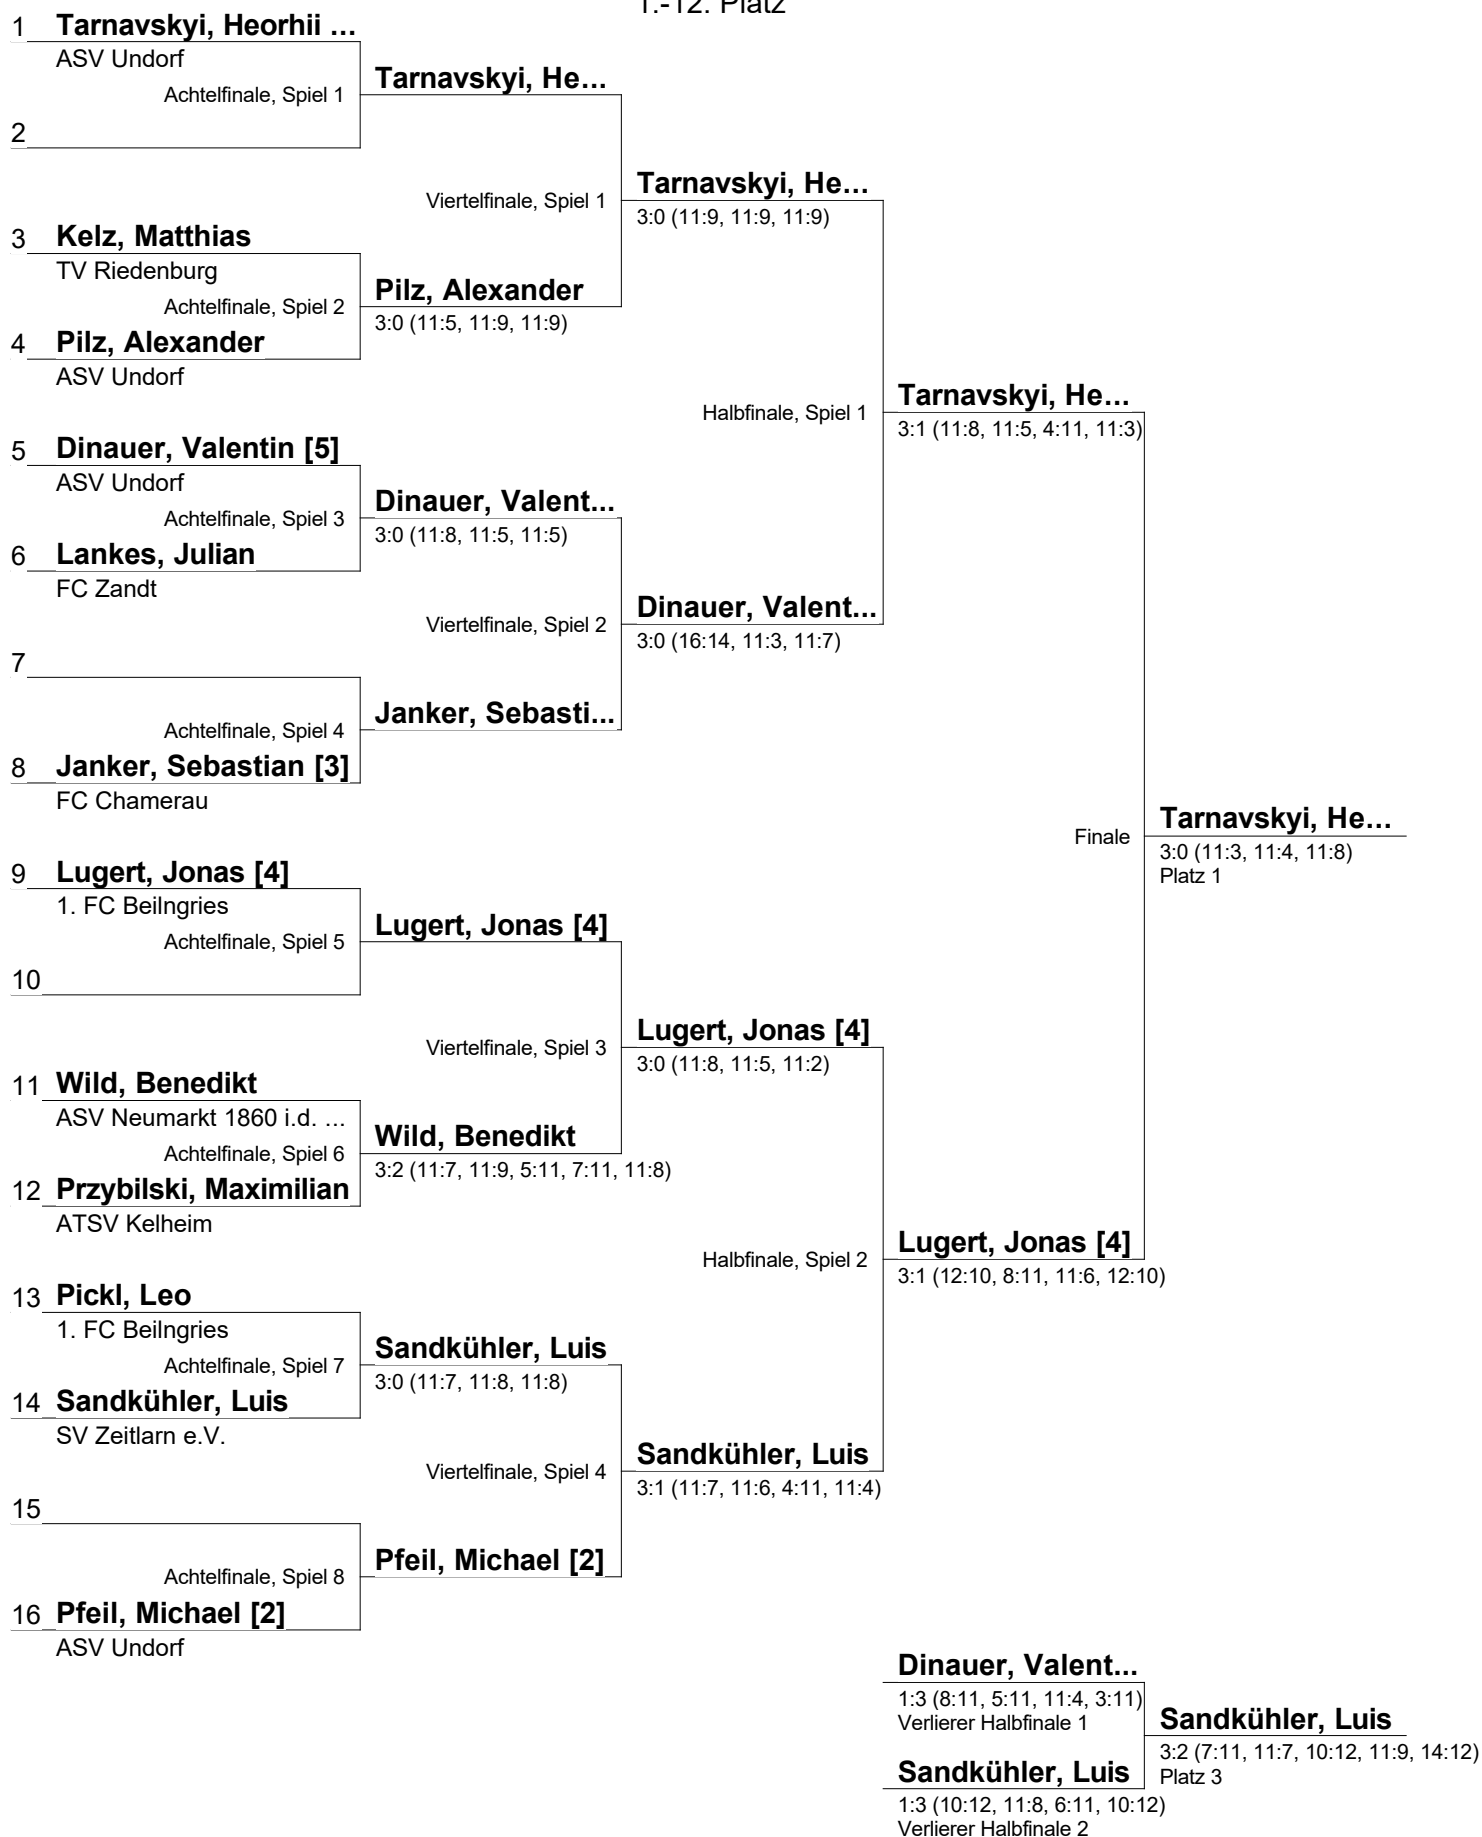 1.-12. Platz
1 Tarnavskyi, Heorhii ...
ASV Undorf
Achtelfinale, Spiel 1
Tarnavskyi, He...
2
Viertelfinale, Spiel 1
Tarnavskyi, He...
3:0 (11:9, 11:9, 11:9)
3 Kelz, Matthias
TV Riedenburg
Achtelfinale, Spiel 2
Pilz, Alexander
3:0 (11:5, 11:9, 11:9)
4 Pilz, Alexander
ASV Undorf
Halbfinale, Spiel 1
Tarnavskyi, He...
3:1 (11:8, 11:5, 4:11, 11:3)
5 Dinauer, Valentin [5]
ASV Undorf
Achtelfinale, Spiel 3
Dinauer, Valent...
3:0 (11:8, 11:5, 11:5)
6 Lankes, Julian
FC Zandt
Viertelfinale, Spiel 2
Dinauer, Valent...
3:0 (16:14, 11:3, 11:7)
7
Achtelfinale, Spiel 4
Janker, Sebasti...
8 Janker, Sebastian [3]
FC Chamerau
Finale
Tarnavskyi, He...
3:0 (11:3, 11:4, 11:8)
Platz 1
9 Lugert, Jonas [4]
1. FC Beilngries
Achtelfinale, Spiel 5
Lugert, Jonas [4]
10
Viertelfinale, Spiel 3
Lugert, Jonas [4]
3:0 (11:8, 11:5, 11:2)
11 Wild, Benedikt
ASV Neumarkt 1860 i.d. ...
Achtelfinale, Spiel 6
Wild, Benedikt
3:2 (11:7, 11:9, 5:11, 7:11, 11:8)
12 Przybilski, Maximilian
ATSV Kelheim
Halbfinale, Spiel 2
Lugert, Jonas [4]
3:1 (12:10, 8:11, 11:6, 12:10)
13 Pickl, Leo
1. FC Beilngries
Achtelfinale, Spiel 7
Sandkühler, Luis
3:0 (11:7, 11:8, 11:8)
14 Sandkühler, Luis
SV Zeitlarn e.V.
Viertelfinale, Spiel 4
Sandkühler, Luis
3:1 (11:7, 11:6, 4:11, 11:4)
15
Achtelfinale, Spiel 8
Pfeil, Michael [2]
16 Pfeil, Michael [2]
ASV Undorf
Dinauer, Valent...
1:3 (8:11, 5:11, 11:4, 3:11)
Verlierer Halbfinale 1
Sandkühler, Luis
3:2 (7:11, 11:7, 10:12, 11:9, 14:12)
Platz 3
Sandkühler, Luis
1:3 (10:12, 11:8, 6:11, 10:12)
Verlierer Halbfinale 2